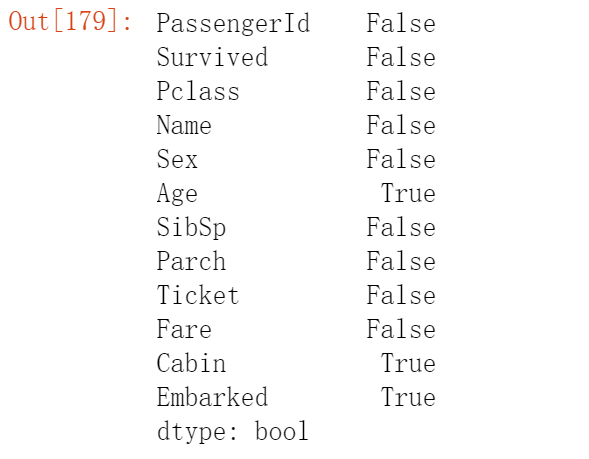 Out[179]: PassengerId    False
Survived       False
Pclass         False
Name           False
Sex            False
Age             True
SibSp          False
Parch          False
Ticket         False
Fare           False
Cabin           True
Embarked        True
dtype: bool